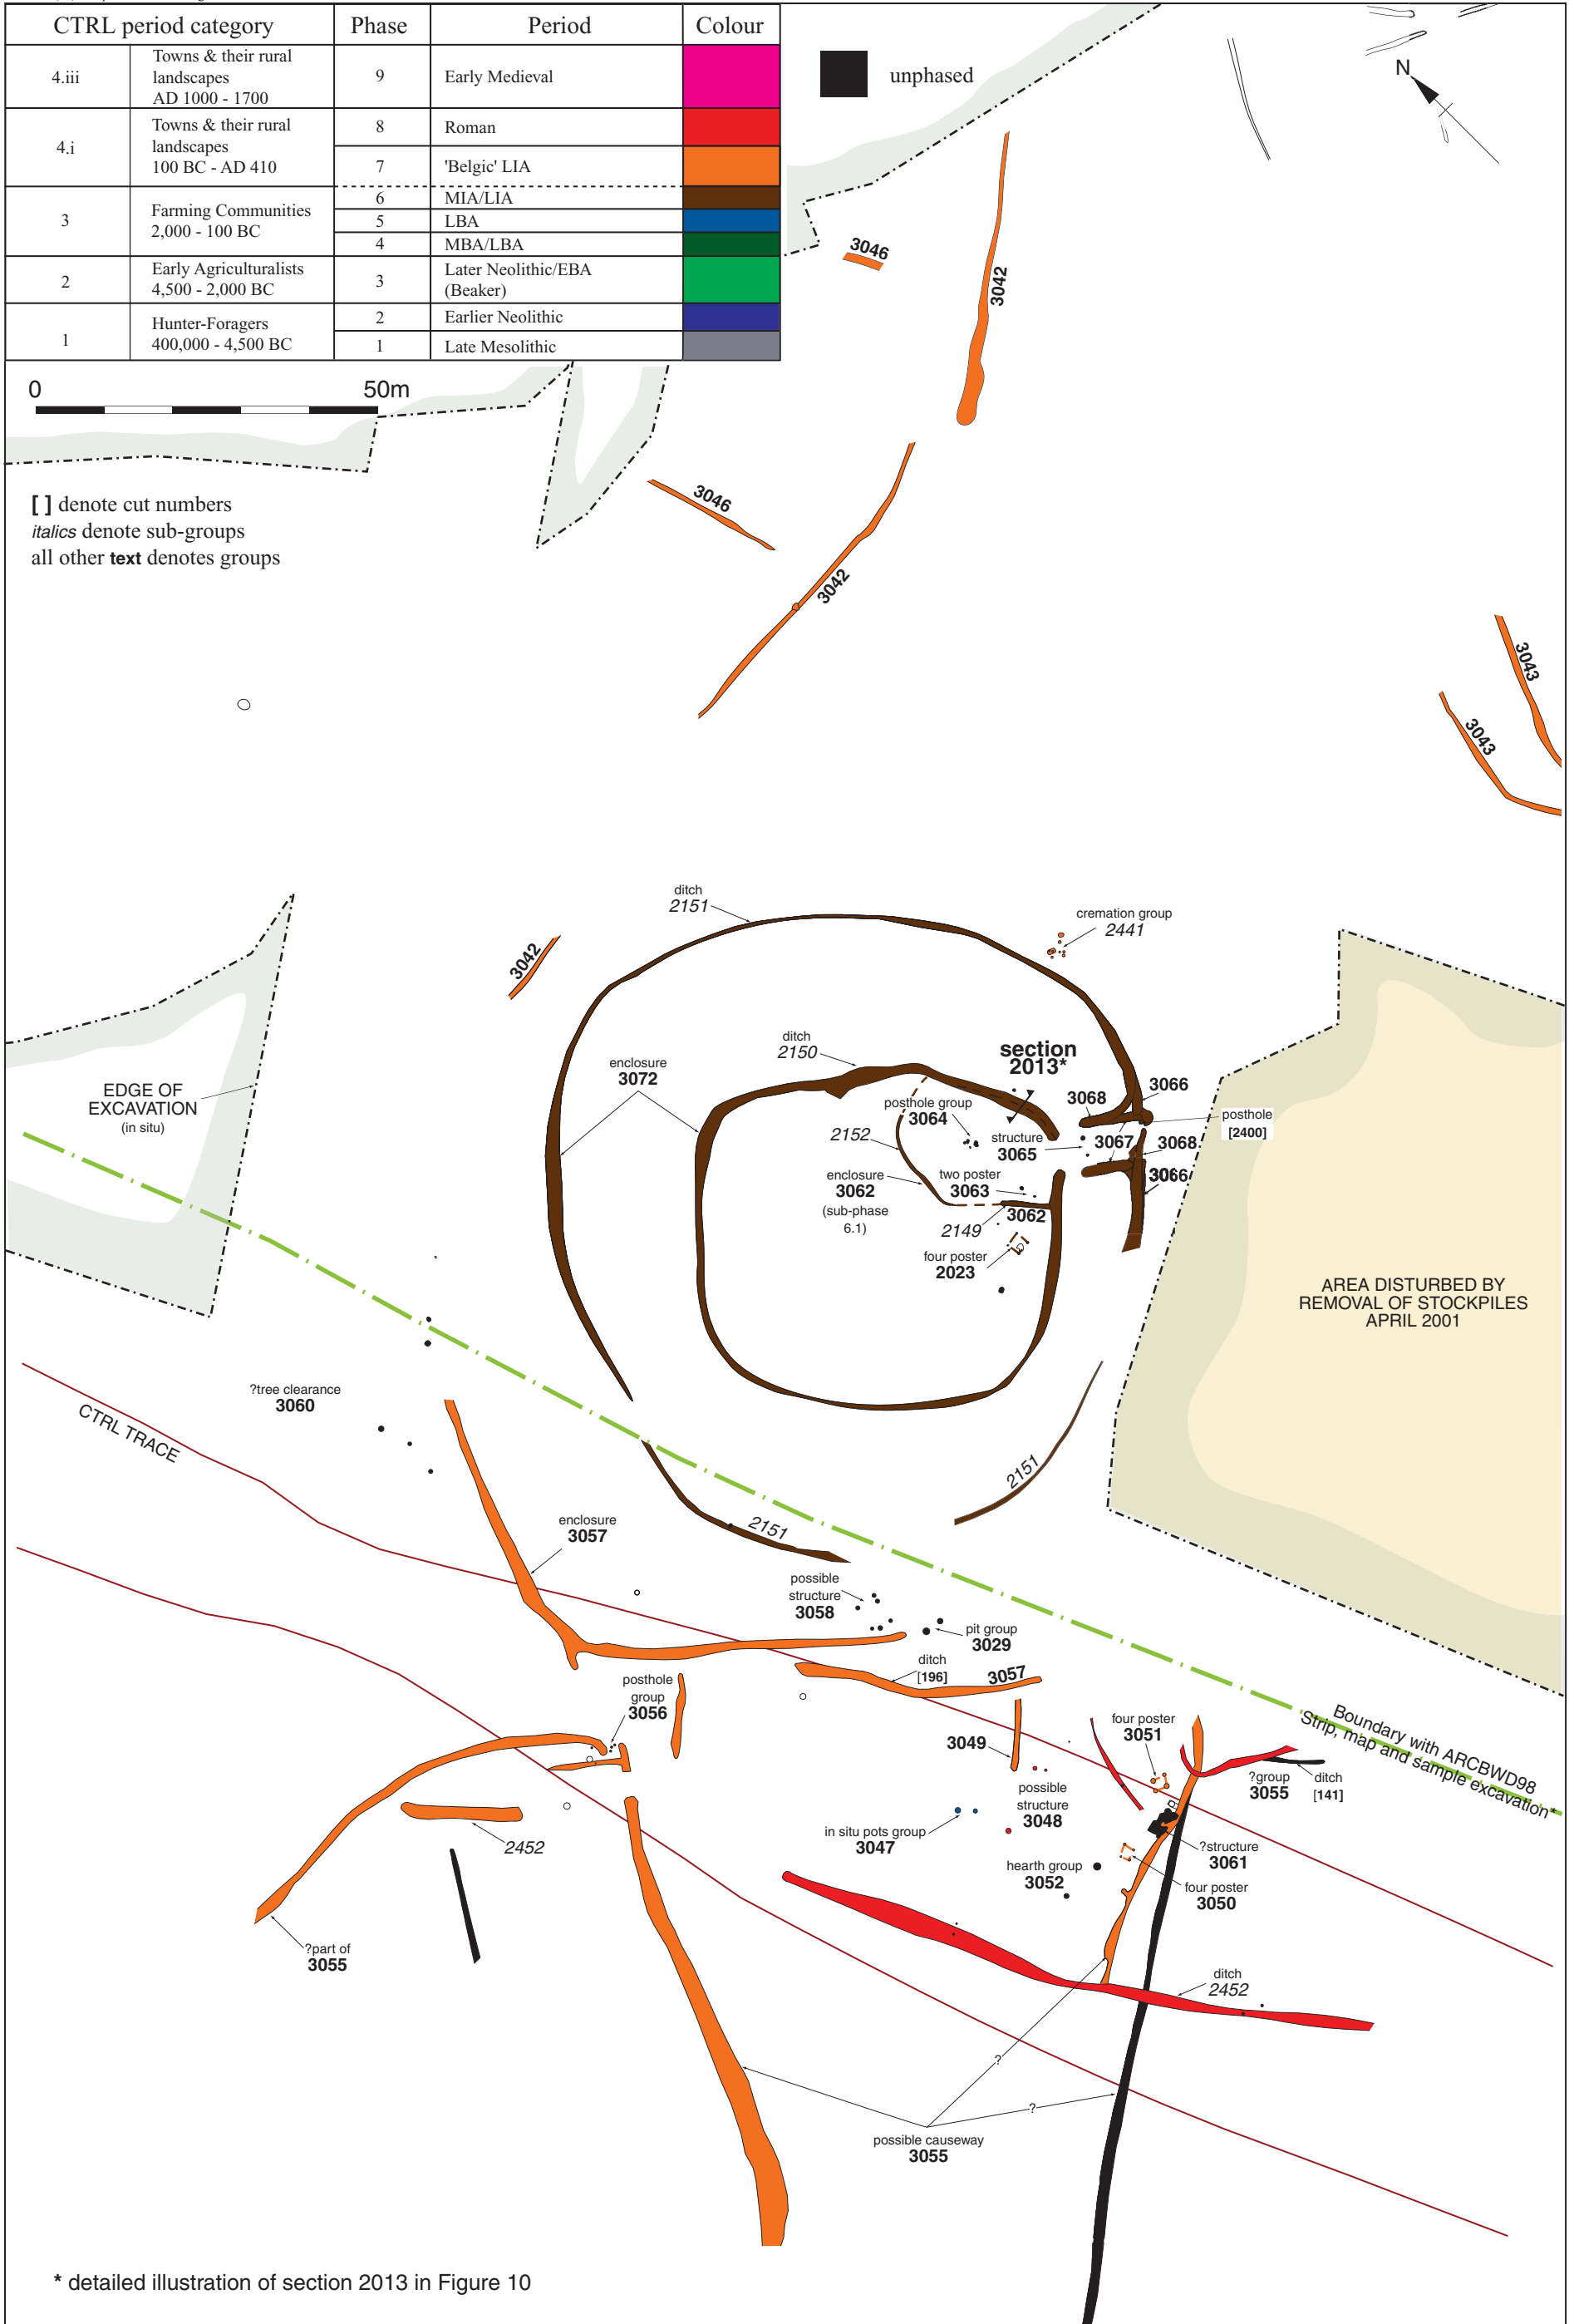 CTRL period category Phase Period Colour
4.iii Towns & their rural landscapes AD 1000 - 1700 9 Early Medieval
4.i Towns & their rural landscapes 100 BC - AD 410 8 Roman
7 'Belgic' LIA
3 Farming Communities 2,000 - 100 BC 6 MIA/LIA
5 LBA
4 MBA/LBA
2 Early Agriculturalists 4,500 - 2,000 BC 3 Later Neolithic/EBA (Beaker)
1 Hunter-Foragers 400,000 - 4,500 BC 2 Earlier Neolithic
1 Late Mesolithic
unphased
N
0 50m
[ ] denote cut numbers
italics denote sub-groups
all other text denotes groups
3046
3042
3046
3042
3043
3043
ditch
2151
cremation group
2441
3042
ditch
2150
section
2013*
enclosure
3072
EDGE OF
EXCAVATION
(in situ)
posthole group
3064
3068
3066
posthole
[2400]
2152
structure
3065
3067
3068
enclosure
3062
(sub-phase
6.1)
two poster
3063
3066
3062
2149
four poster
2023
AREA DISTURBED BY
REMOVAL OF STOCKPILES
APRIL 2001
?tree clearance
3060
CTRL TRACE
2151
enclosure
3057
2151
possible
structure
3058
pit group
3029
ditch
[196]
3057
posthole
group
3056
Boundary with ARCBWD98
Strip, map and sample excavation*
3049
four poster
3051
?group
3055
ditch
[141]
possible
structure
3048
in situ pots group
3047
2452
?structure
3061
hearth group
3052
four poster
3050
?part of
3055
ditch
2452
?
?
possible causeway
3055
* detailed illustration of section 2013 in Figure 10